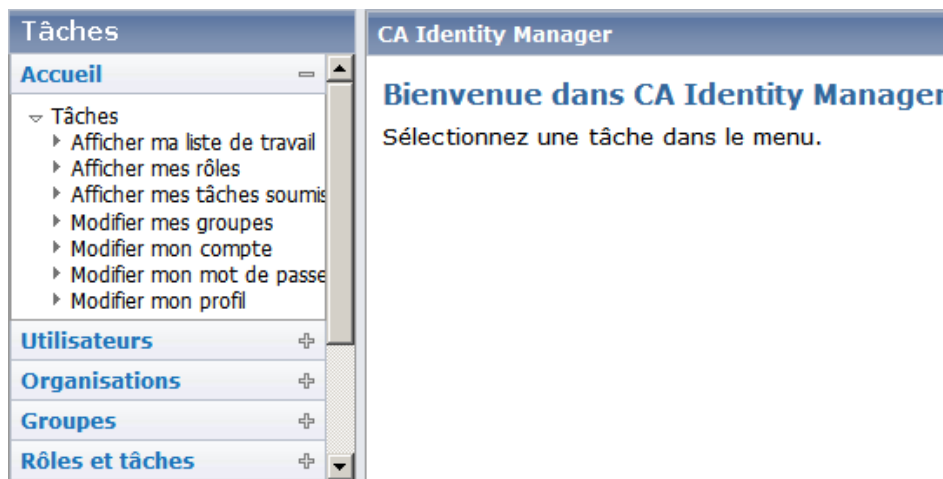 Tâches
Accueil
Tâches
Afficher ma liste de travail
Afficher mes rôles
Afficher mes tâches soumis
Modifier mes groupes
Modifier mon compte
Modifier mon mot de passe
Modifier mon profil
Utilisateurs
Organisations
Groupes
Rôles et tâches
CA Identity Manager
Bienvenue dans CA Identity Manager
Sélectionnez une tâche dans le menu.